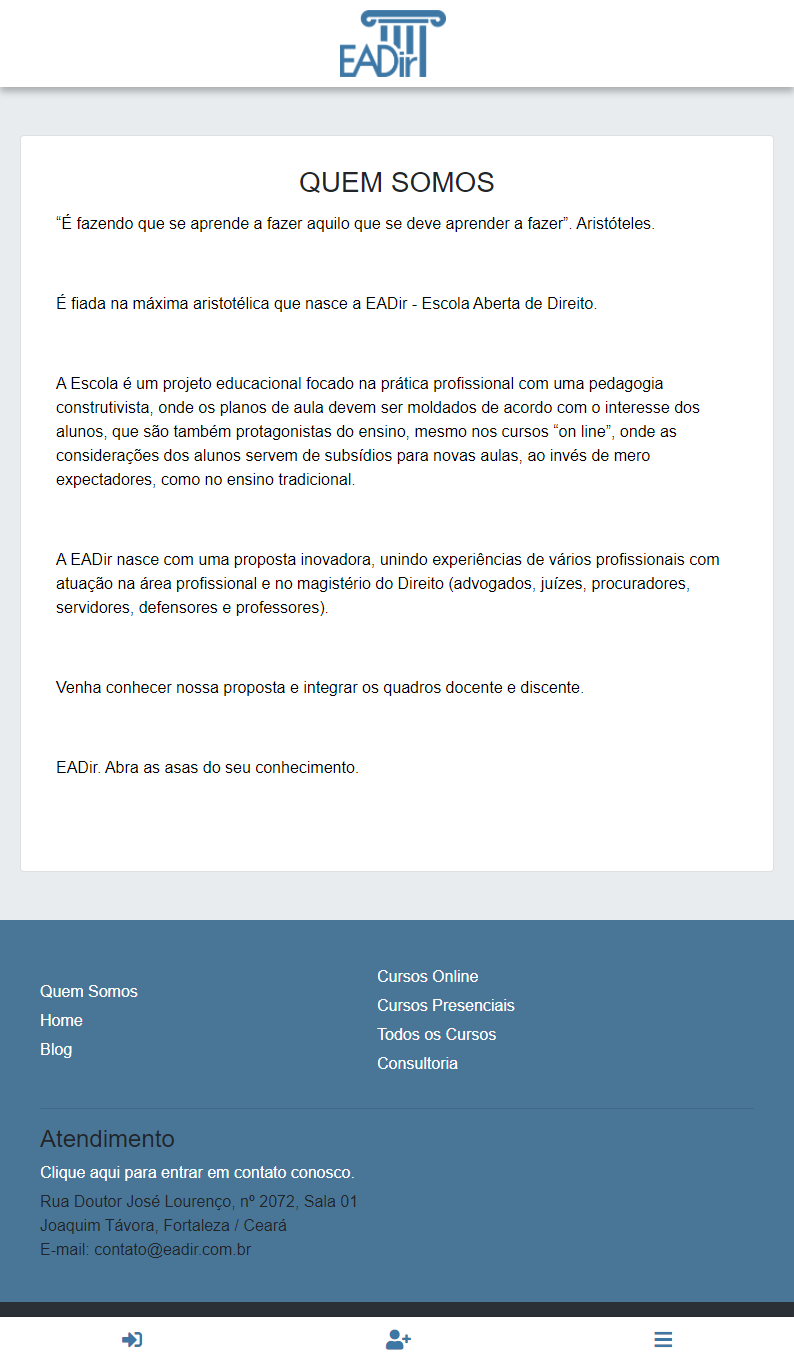 EADir
QUEM SOMOS
“É fazendo que se aprende a fazer aquilo que se deve aprender a fazer”. Aristóteles.
É fiada na máxima aristotélica que nasce a EADir - Escola Aberta de Direito.
A Escola é um projeto educacional focado na prática profissional com uma pedagogia
construtivista, onde os planos de aula devem ser moldados de acordo com o interesse dos
alunos, que são também protagonistas do ensino, mesmo nos cursos “on line”, onde as
considerações dos alunos servem de subsídios para novas aulas, ao invés de mero
expectadores, como no ensino tradicional.
A EADir nasce com uma proposta inovadora, unindo experiências de vários profissionais com
atuação na área profissional e no magistério do Direito (advogados, juízes, procuradores,
servidores, defensores e professores).
Venha conhecer nossa proposta e integrar os quadros docente e discente.
EADir. Abra as asas do seu conhecimento.
Quem Somos
Home
Blog
Cursos Online
Cursos Presenciais
Todos os Cursos
Consultoria
Atendimento
Clique aqui para entrar em contato conosco.
Rua Doutor José Lourenço, nº 2072, Sala 01
Joaquim Távora, Fortaleza / Ceará
E-mail: contato@eadir.com.br